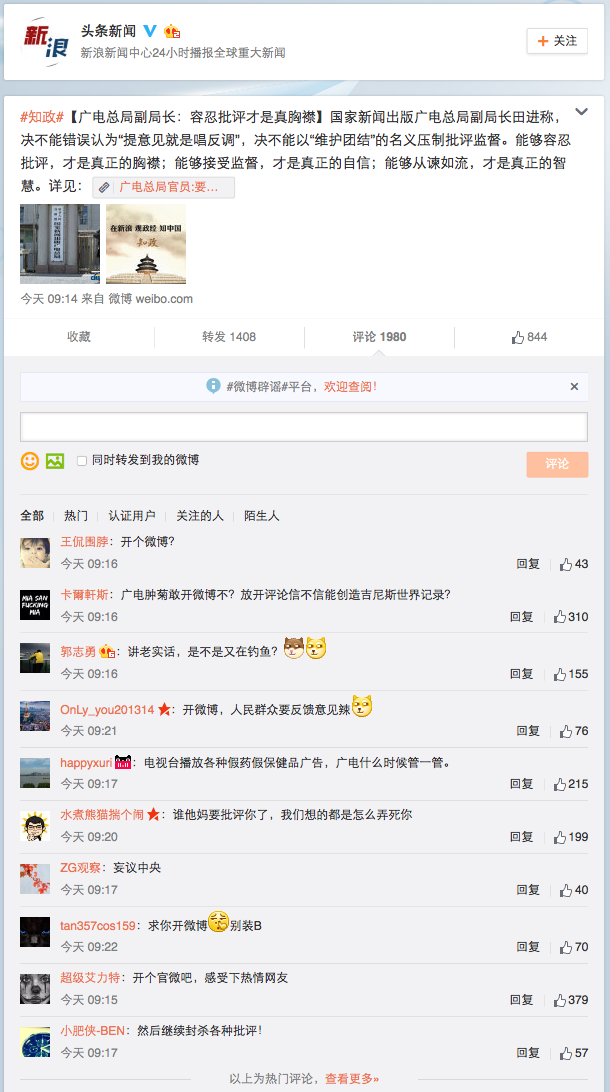 新浪
头条新闻
新浪新闻中心24小时播报全球重大新闻
+ 关注
#知政#【广电总局副局长：容忍批评才是真胸襟】国家新闻出版广电总局副局长田进称，
决不能错误认为“提意见就是唱反调”，决不能以“维护团结”的名义压制批评监督。能够容忍
批评，才是真正的胸襟；能够接受监督，才是真正的自信；能够从谏如流，才是真正的智
慧。详见： 广电总局官员:要...
在新浪 观政经 知中国
知政
今天 09:14 来自 微博 weibo.com
收藏 转发 1408 评论 1980 844
#微博辟谣#平台，欢迎查阅！ ×
同时转发到我的微博 评论
全部 热门 认证用户 关注的人 陌生人
王侃围脖：开个微博？
今天 09:16 回复 43
MIA SAN
FUCKING
MIA
卡爾軒斯：广电肿菊敢开微博不？放开评论信不信能创造吉尼斯世界记录？
今天 09:16 回复 310
郭志勇：讲老实话，是不是又在钓鱼？
今天 09:16 回复 155
OnLy_you201314：开微博，人民群众要反馈意见辣
今天 09:21 回复 76
happyxuri：电视台播放各种假药假保健品广告，广电什么时候管一管。
今天 09:17 回复 215
水煮熊猫揣个闹：谁他妈要批评你了，我们想的都是怎么弄死你
今天 09:20 回复 199
ZG观察：妄议中央
今天 09:17 回复 40
tan357cos159：求你开微博别装B
今天 09:22 回复 70
超级艾力特：开个官微吧，感受下热情网友
今天 09:15 回复 379
小肥侠-BEN：然后继续封杀各种批评！
今天 09:17 回复 57
以上为热门评论，查看更多»